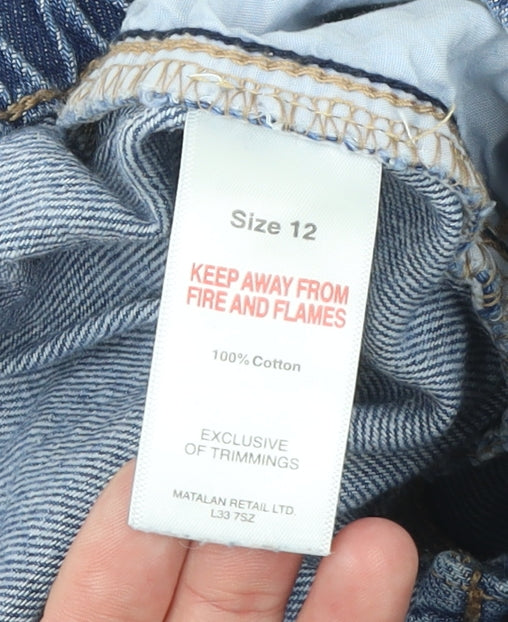 Size 12
KEEP AWAY FROM
FIRE AND FLAMES
100% Cotton
EXCLUSIVE
OF TRIMMINGS
MATALAN RETAIL LTD.
L33 7SZ